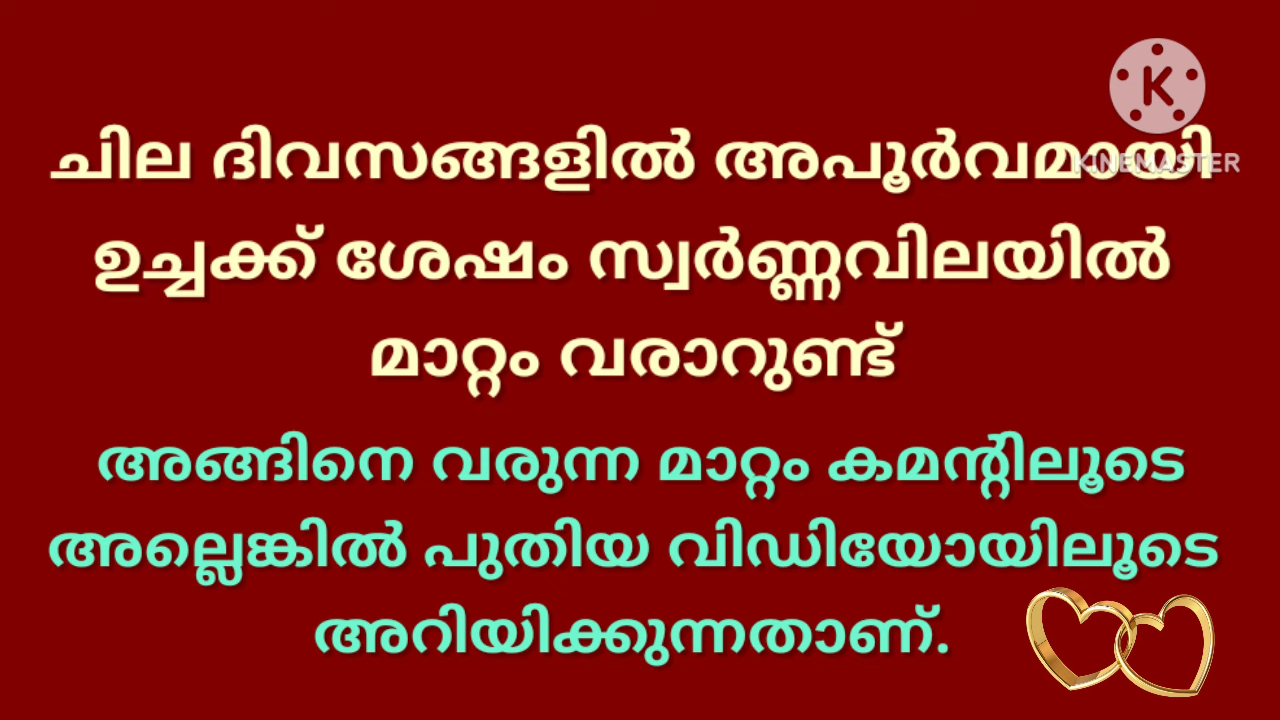 K
KINEMASTER
ചില ദിവസങ്ങളിൽ അപൂർവമായി
ഉച്ചക്ക് ശേഷം സ്വർണ്ണവിലയിൽ
മാറ്റം വരാറുണ്ട്
അങ്ങിനെ വരുന്ന മാറ്റം കമന്റിലൂടെ
അല്ലെങ്കിൽ പുതിയ വിഡിയോയിലൂടെ
അറിയിക്കുന്നതാണ്.